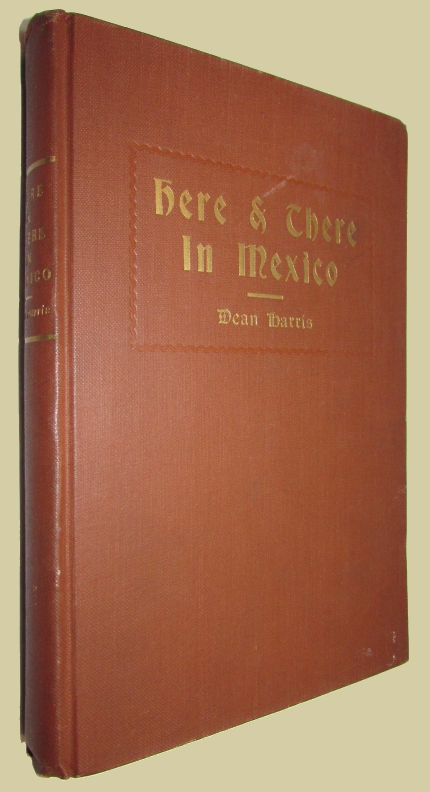 Here & There
In Mexico
Dean Harris